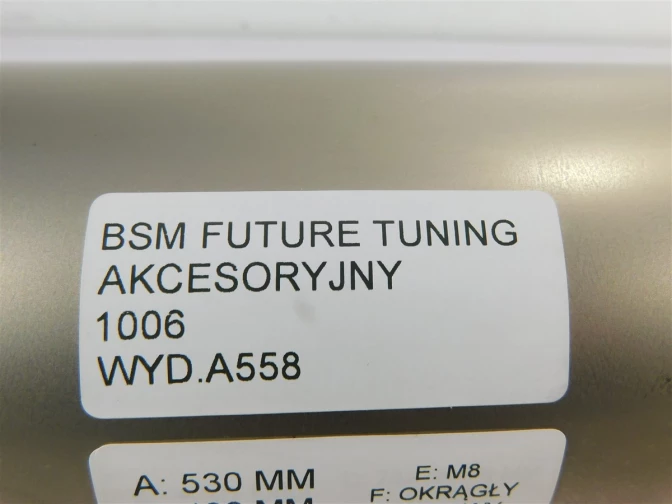 BSM FUTURE TUNING
AKCESORYJNY
1006
WYD.A558
A: 530 MM
E: M8
F: OKRĄGŁY